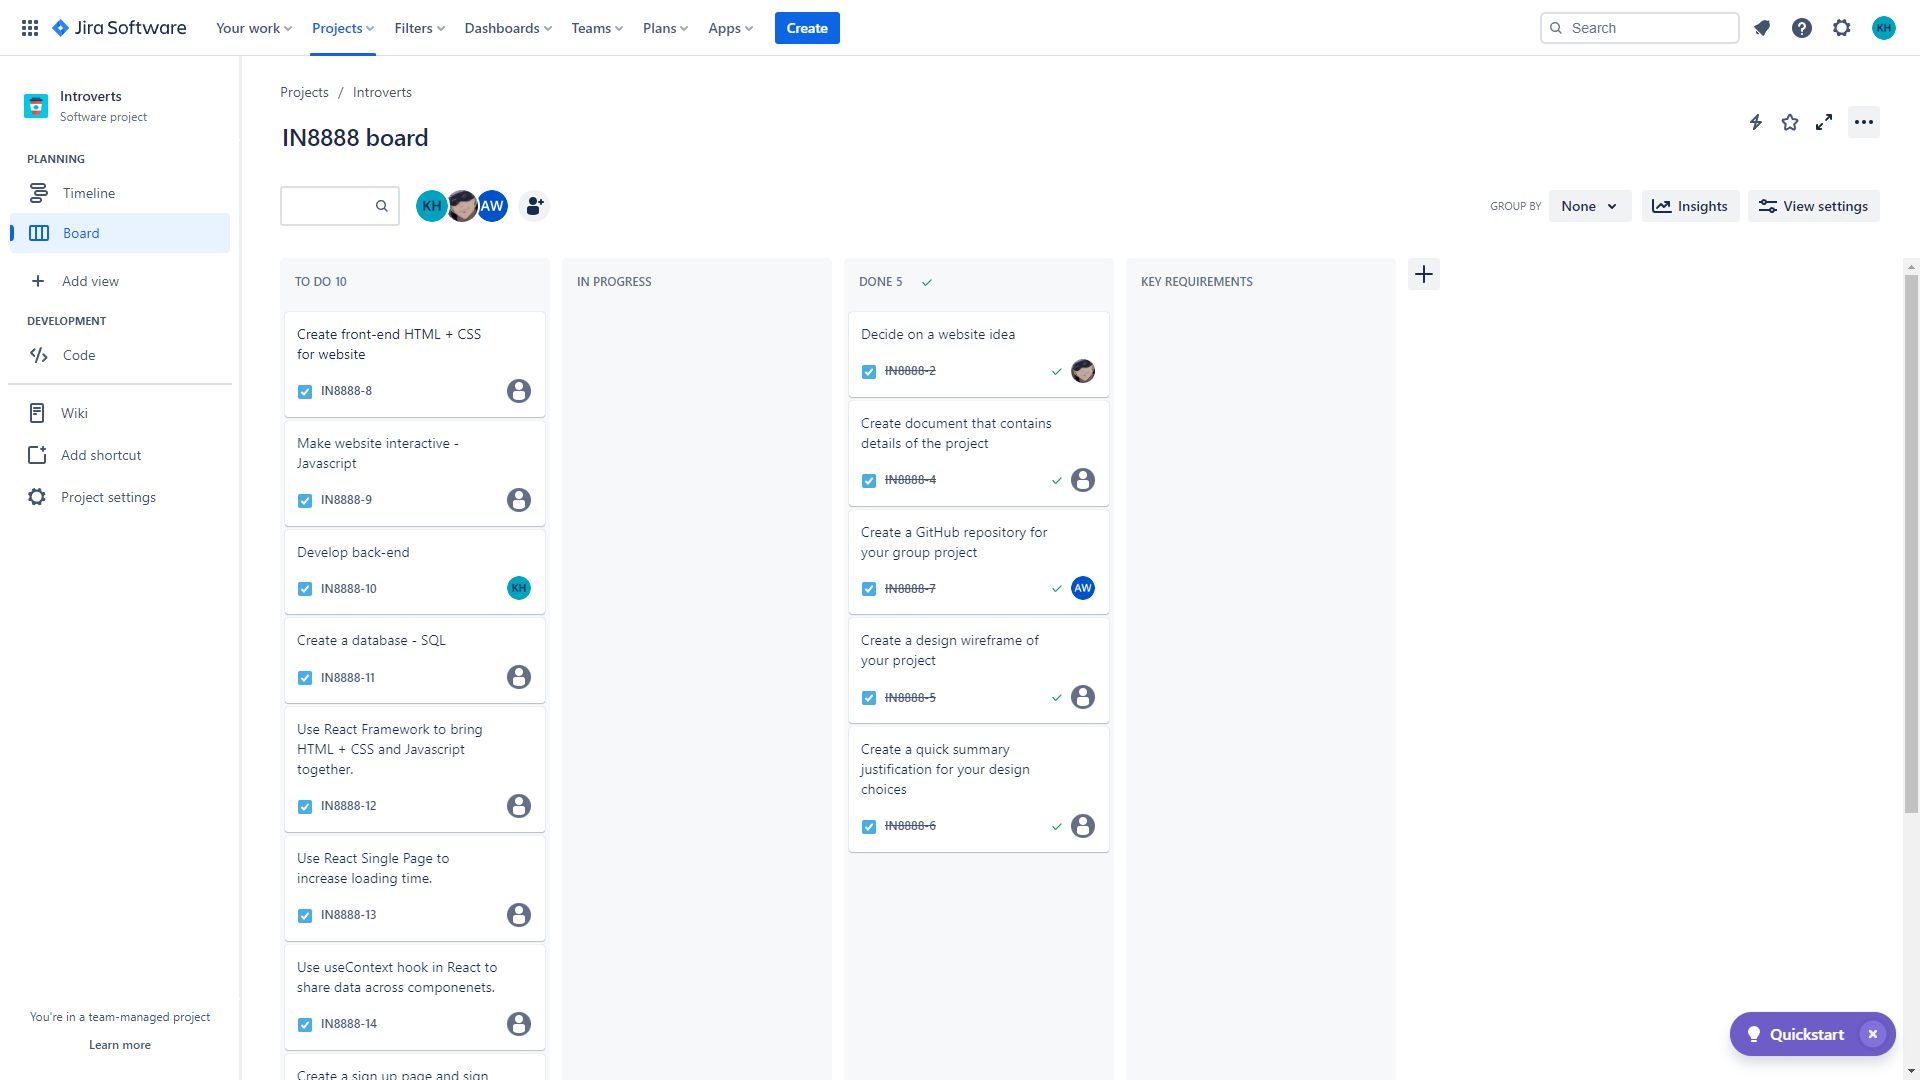 Jira Software
Your work
Projects
Filters
Dashboards
Teams
Plans
Apps
Create
Search
KH
Introverts
Software project
PLANNING
Timeline
Board
Add view
DEVELOPMENT
Code
Wiki
Add shortcut
Project settings
You're in a team-managed project
Learn more
Projects / Introverts
IN8888 board
KH
AW
GROUP BY
None
Insights
View settings
TO DO 10
Create front-end HTML + CSS
for website
IN8888-8
Make website interactive -
Javascript
IN8888-9
Develop back-end
IN8888-10
KH
Create a database - SQL
IN8888-11
Use React Framework to bring
HTML + CSS and Javascript
together.
IN8888-12
Use React Single Page to
increase loading time.
IN8888-13
Use useContext hook in React to
share data across componenets.
IN8888-14
Create a sign up page and sign
IN PROGRESS
DONE 5
Decide on a website idea
IN8888-2
Create document that contains
details of the project
IN8888-4
Create a GitHub repository for
your group project
IN8888-7
AW
Create a design wireframe of
your project
IN8888-5
Create a quick summary
justification for your design
choices
IN8888-6
KEY REQUIREMENTS
Quickstart